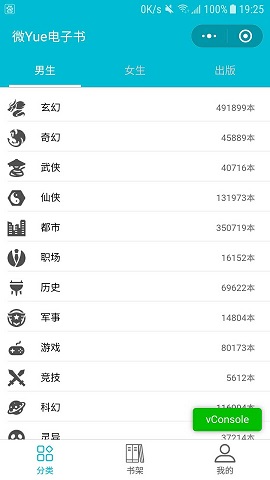 0K/s 100% 19:25
微Yue电子书
男生 女生 出版
玄幻 491899本
奇幻 45889本
武侠 40716本
仙侠 131973本
都市 350719本
职场 16152本
历史 69622本
军事 14804本
游戏 80173本
竞技 5612本
科幻
vConsole
灵异 37214本
分类 书架 我的